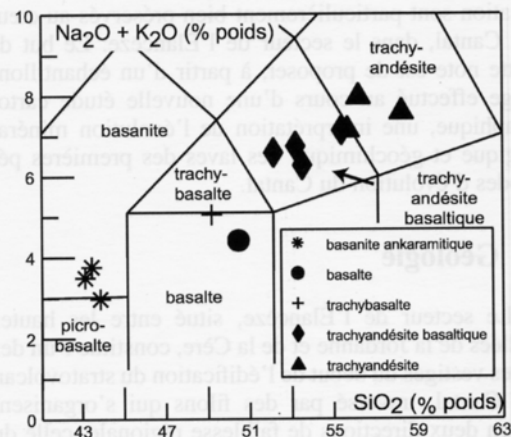 10
Na2O + K2O (% poids)
trachy-
andésite
8
basanite
6
trachy-
basalte
trachy-
andésite
basaltique
basanite ankaramitique
basalte
trachybasalte
trachyandésite basaltique
trachyandésite
4
basalte
picro-
basalte
2
0
SiO2 (% poids)
43
47
51
55
59
63